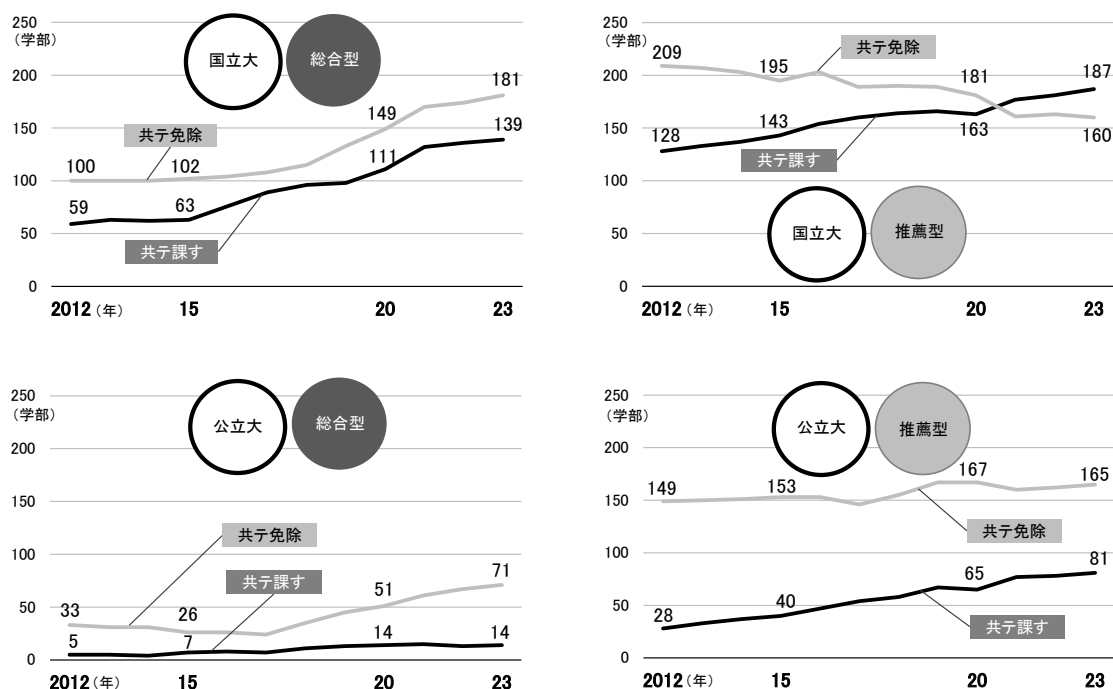 250
(学部)
200
150
100
50
0
国立大
総合型
共テ免除
共テ課す
100
102
149
181
59
63
111
139
2012(年)
15
20
23
250
(学部)
200
150
100
50
0
209
195
181
187
128
143
163
160
共テ免除
共テ課す
国立大
推薦型
2012(年)
15
20
23
250
(学部)
200
150
100
50
0
公立大
総合型
共テ免除
共テ課す
33
26
51
71
5
7
14
14
2012(年)
15
20
23
250
(学部)
200
150
100
50
0
公立大
推薦型
149
153
167
165
共テ免除
28
40
65
81
共テ課す
2012(年)
15
20
23